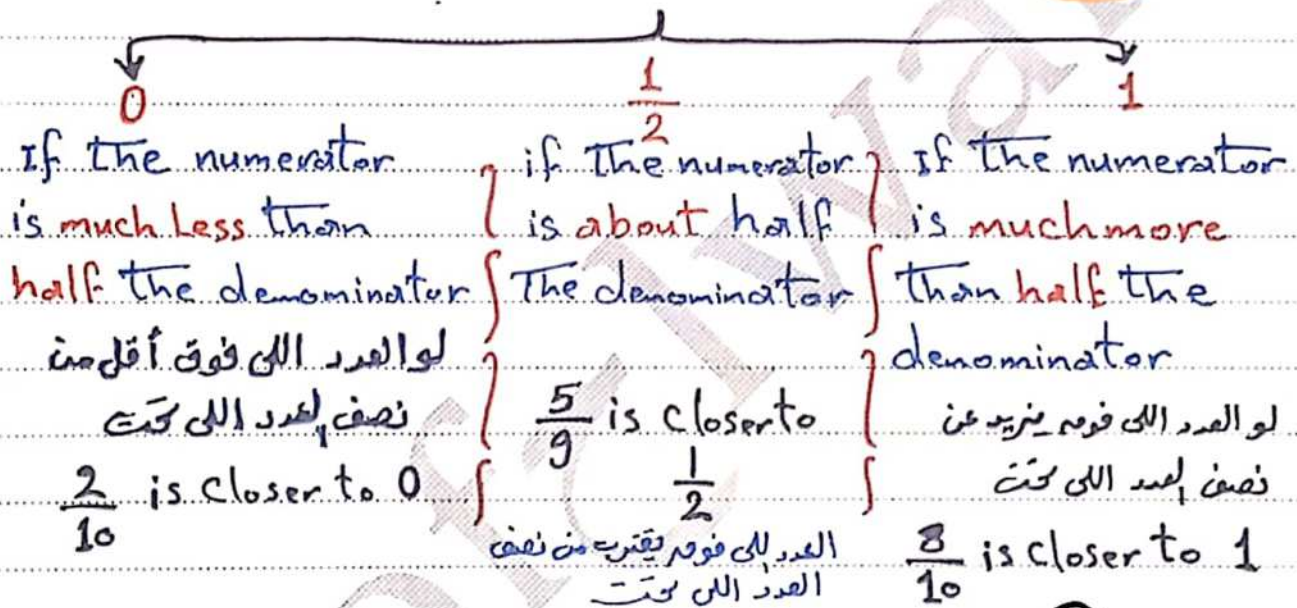 0
If the numerator
is much Less than
half the denominator
لو العدد اللى فوق أقل من
نصف العدد اللى تحت
2/10 is closer to 0
1/2
if the numerator
is about half
the denominator
5/9 is closer to
1/2
العدد اللى فوق يقترب من نصف
العدد اللى تحت
1
If the numerator
is much more
than half the
denominator
لو العدد اللى فوق يزيد عن
نصف العدد اللى تحت
8/10 is closer to 1